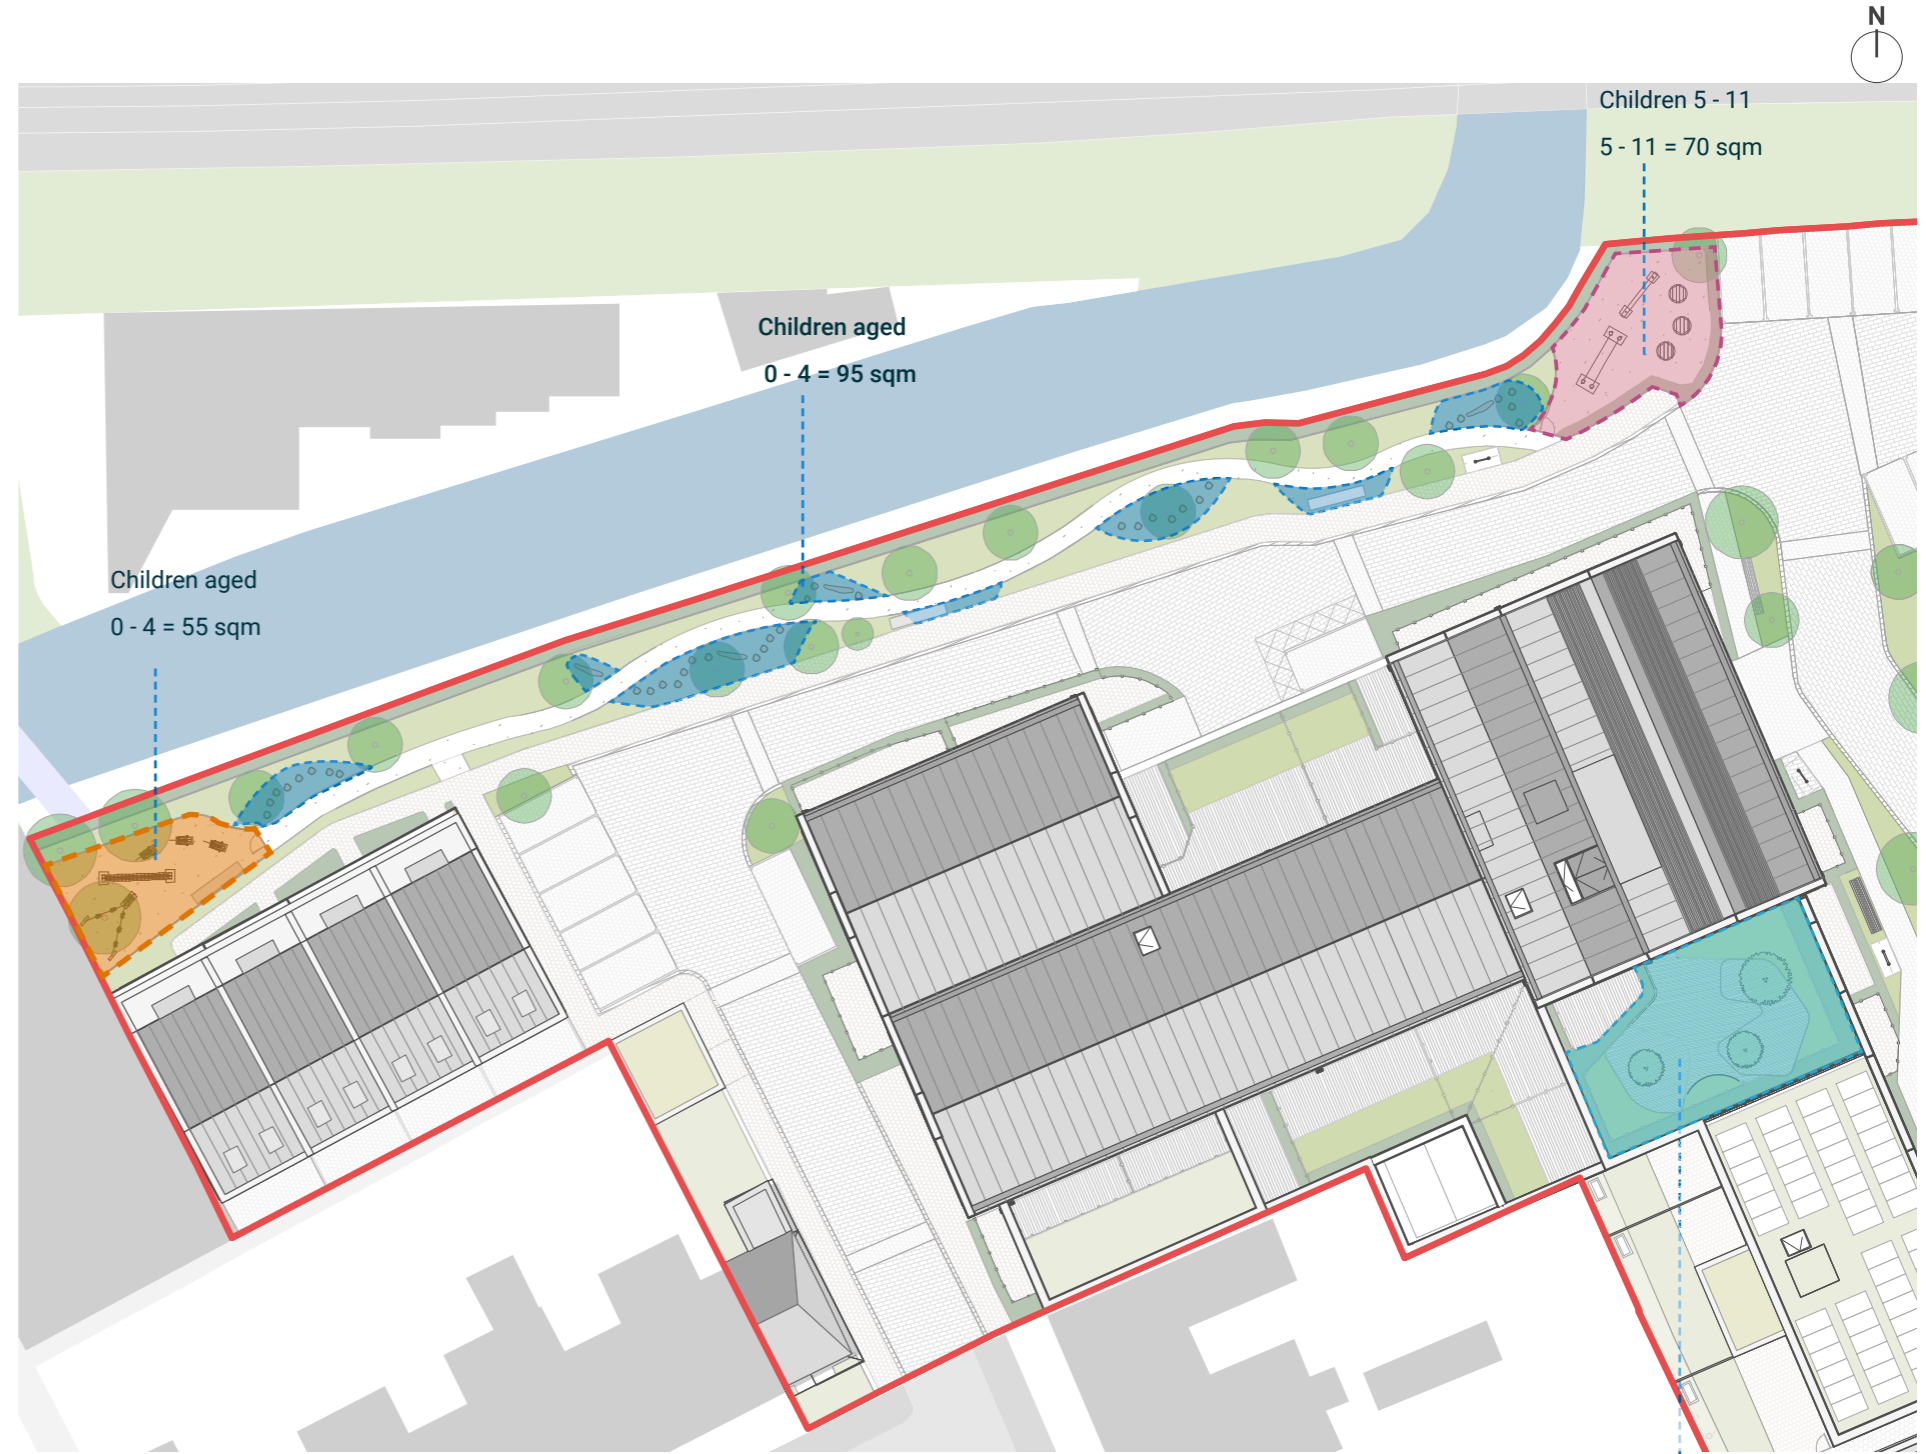 N
Children 5 - 11
5 - 11 = 70 sqm
Children aged
0 - 4 = 95 sqm
Children aged
0 - 4 = 55 sqm